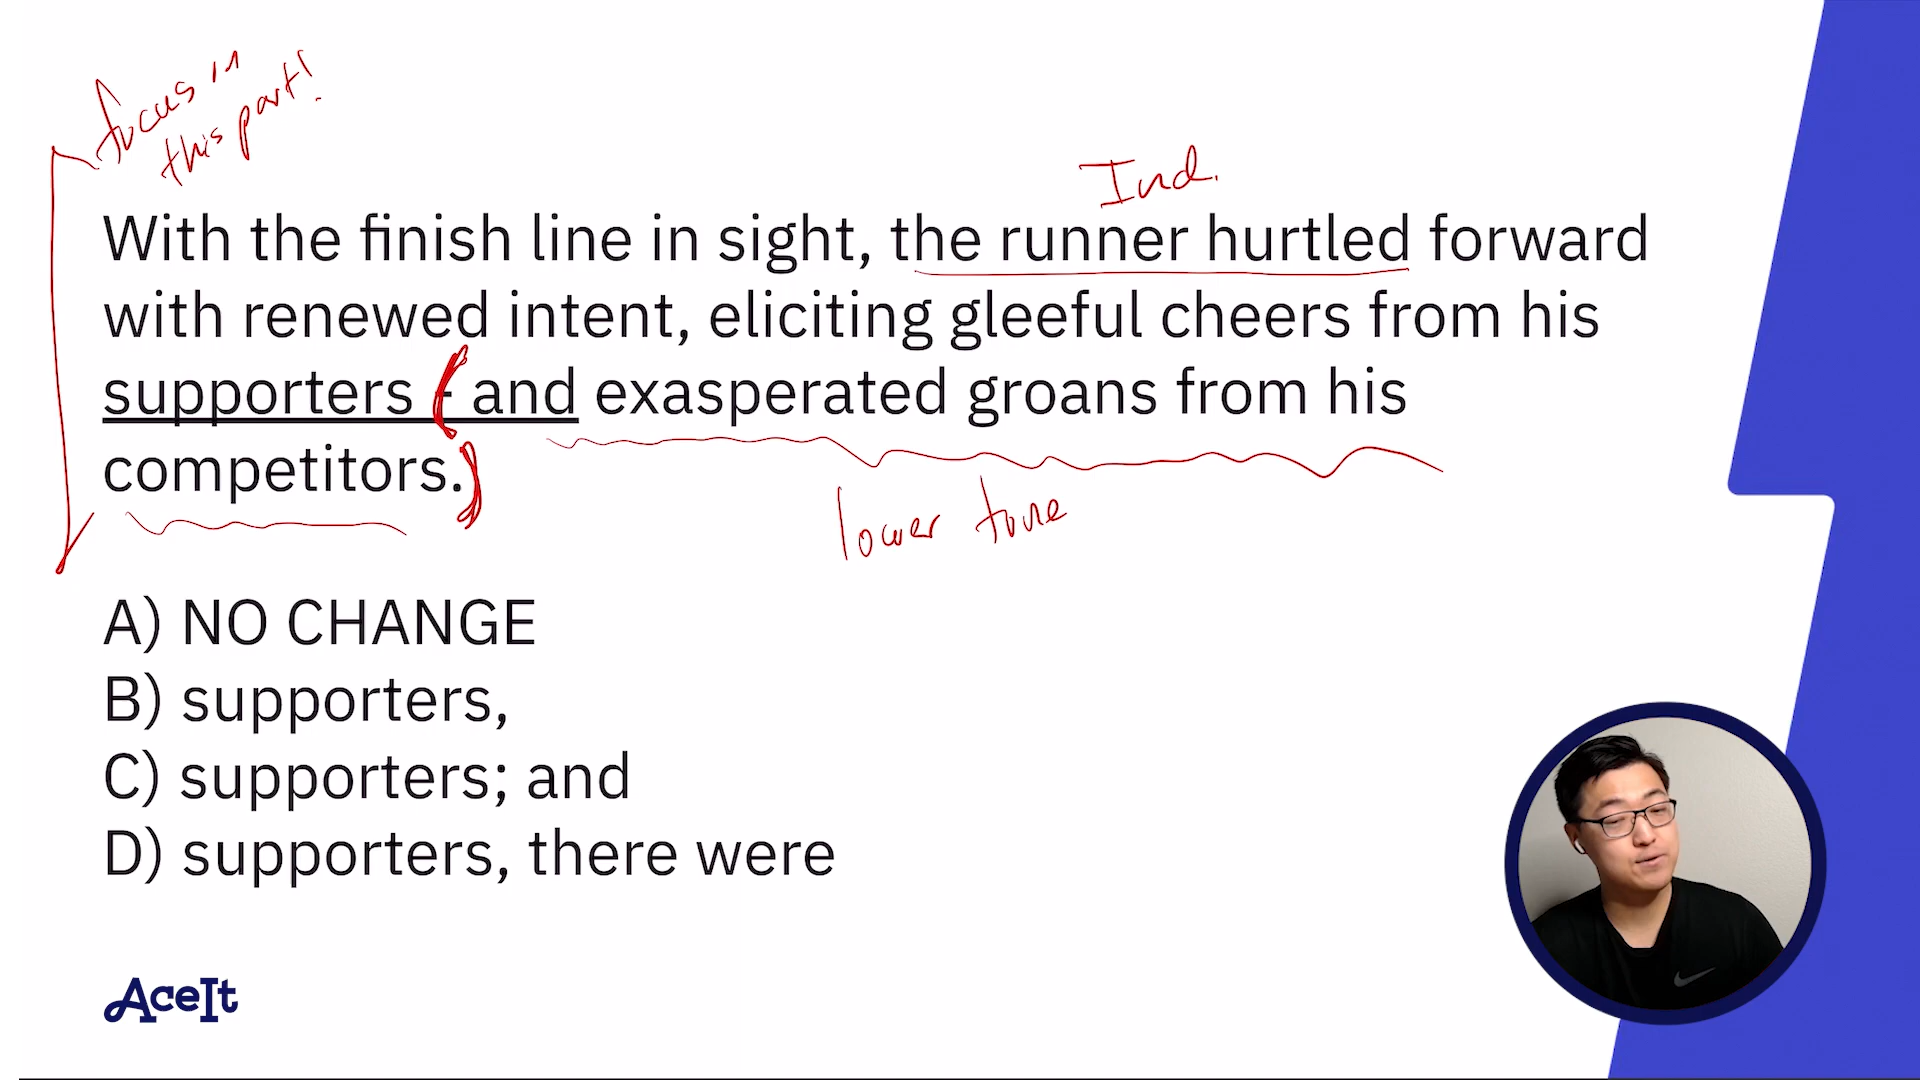 focus in
this part!
Ind.
With the finish line in sight, the runner hurtled forward
with renewed intent, eliciting gleeful cheers from his
supporters - and exasperated groans from his
competitors.)
lower tone
A) NO CHANGE
B) supporters,
C) supporters; and
D) supporters, there were
AceIt